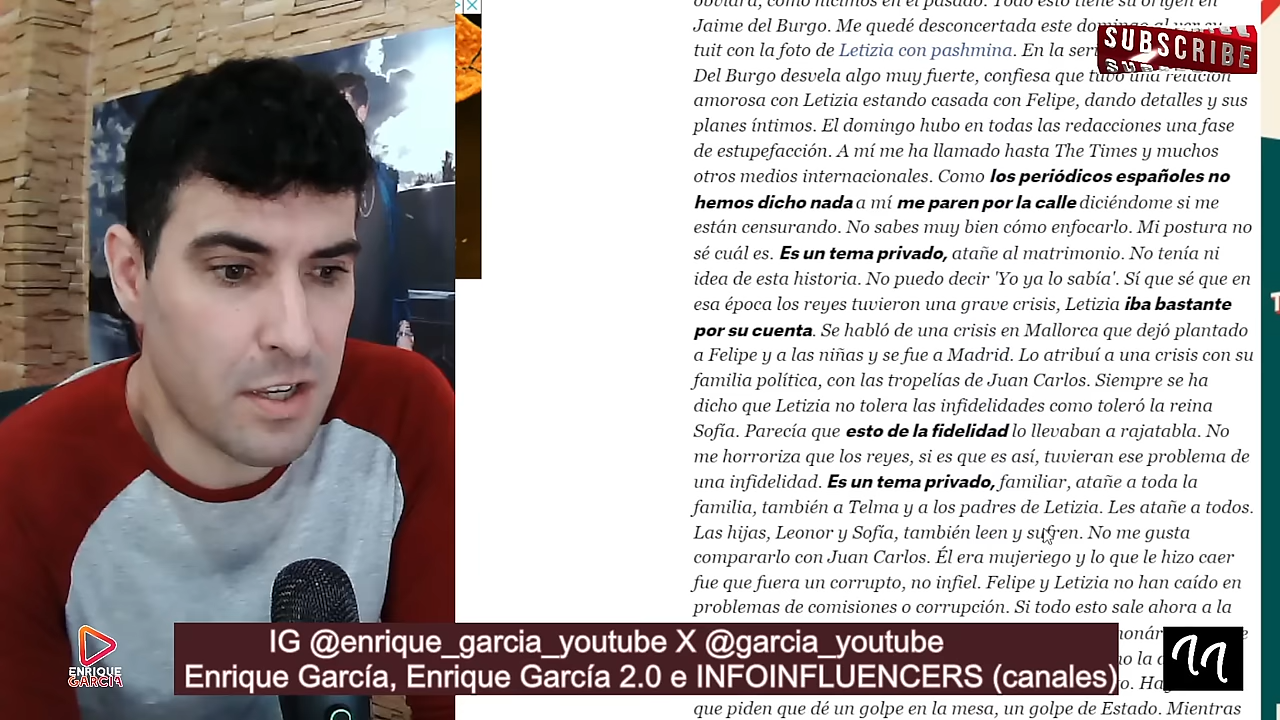 obviara, como hicimos en el pasado. Todo esto tiene su origen en
Jaime del Burgo. Me quedé desconcertada este domingo al ver su
tuit con la foto de Letizia con pashmina. En la
Del Burgo desvela algo muy fuerte, confiesa que tuvo una relación
amorosa con Letizia estando casada con Felipe, dando detalles y sus
planes íntimos. El domingo hubo en todas las redacciones una fase
de estupefacción. A mí me ha llamado hasta The Times y muchos
otros medios internacionales. Como los periódicos españoles no
hemos dicho nada a mí me paren por la calle diciéndome si me
están censurando. No sabes muy bien cómo enfocarlo. Mi postura no
sé cuál es. Es un tema privado, atañe al matrimonio. No tenía ni
idea de esta historia. No puedo decir 'Yo ya lo sabía'. Sí que sé que en
esa época los reyes tuvieron una grave crisis, Letizia iba bastante
por su cuenta. Se habló de una crisis en Mallorca que dejó plantado
a Felipe y a las niñas y se fue a Madrid. Lo atribuí a una crisis con su
familia política, con las tropelías de Juan Carlos. Siempre se ha
dicho que Letizia no tolera las infidelidades como toleró la reina
Sofía. Parecía que esto de la fidelidad lo llevaban a rajatabla. No
me horroriza que los reyes, si es que es así, tuvieran ese problema de
una infidelidad. Es un tema privado, familiar, atañe a toda la
familia, también a Telma y a los padres de Letizia. Les atañe a todos.
Las hijas, Leonor y Sofía, también leen y sufren. No me gusta
compararlo con Juan Carlos. Él era mujeriego y lo que le hizo caer
fue que fuera un corrupto, no infiel. Felipe y Letizia no han caído en
problemas de comisiones o corrupción. Si todo esto sale ahora a la
que piden que dé un golpe en la mesa, un golpe de Estado. Mientras
SUBSCRIBE
IG @enrique_garcia_youtube X @garcia_youtube
Enrique García, Enrique García 2.0 e INFOINFLUENCERS (canales)
ENRIQUE
GARCÍA